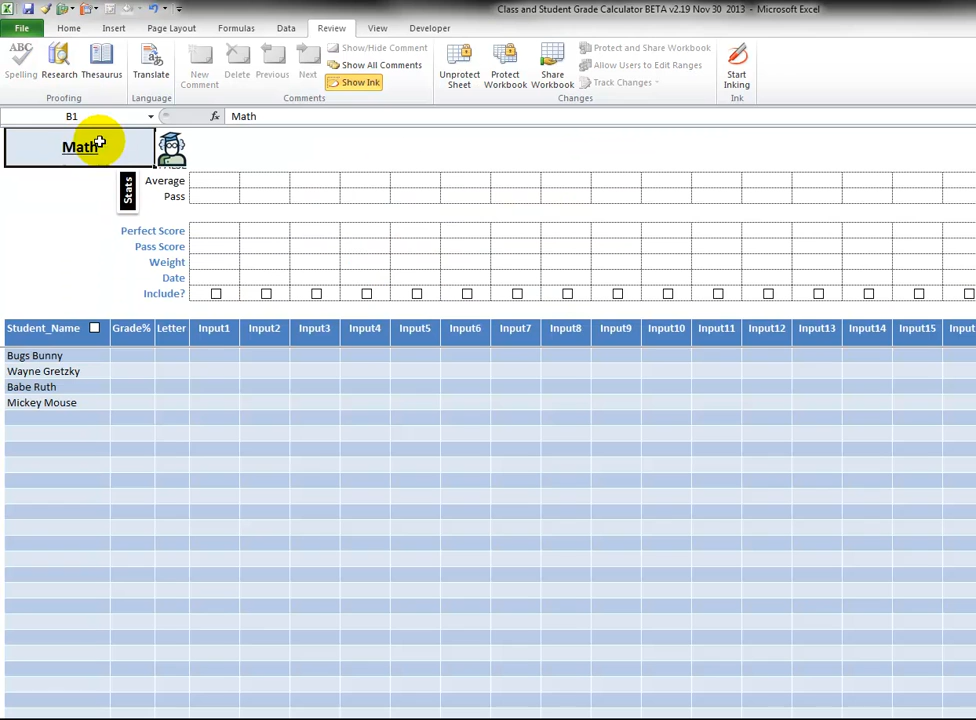 Class and Student Grade Calculator BETA v2.19 Nov 30 2013 - Microsoft Excel
File Home Insert Page Layout Formulas Data Review View Developer
ABC
Spelling Research Thesaurus
Translate
New Comment
Delete Previous Next
Show/Hide Comment
Show All Comments
Show Ink
Unprotect Sheet
Protect Workbook
Share Workbook
Protect and Share Workbook
Allow Users to Edit Ranges
Track Changes
Start Inking
Proofing Language Comments Changes Ink
B1 fx Math
Math
Stats
Average
Pass
Perfect Score
Pass Score
Weight
Date
Include?
Student_Name Grade% Letter Input1 Input2 Input3 Input4 Input5 Input6 Input7 Input8 Input9 Input10 Input11 Input12 Input13 Input14 Input15 Input
Bugs Bunny
Wayne Gretzky
Babe Ruth
Mickey Mouse